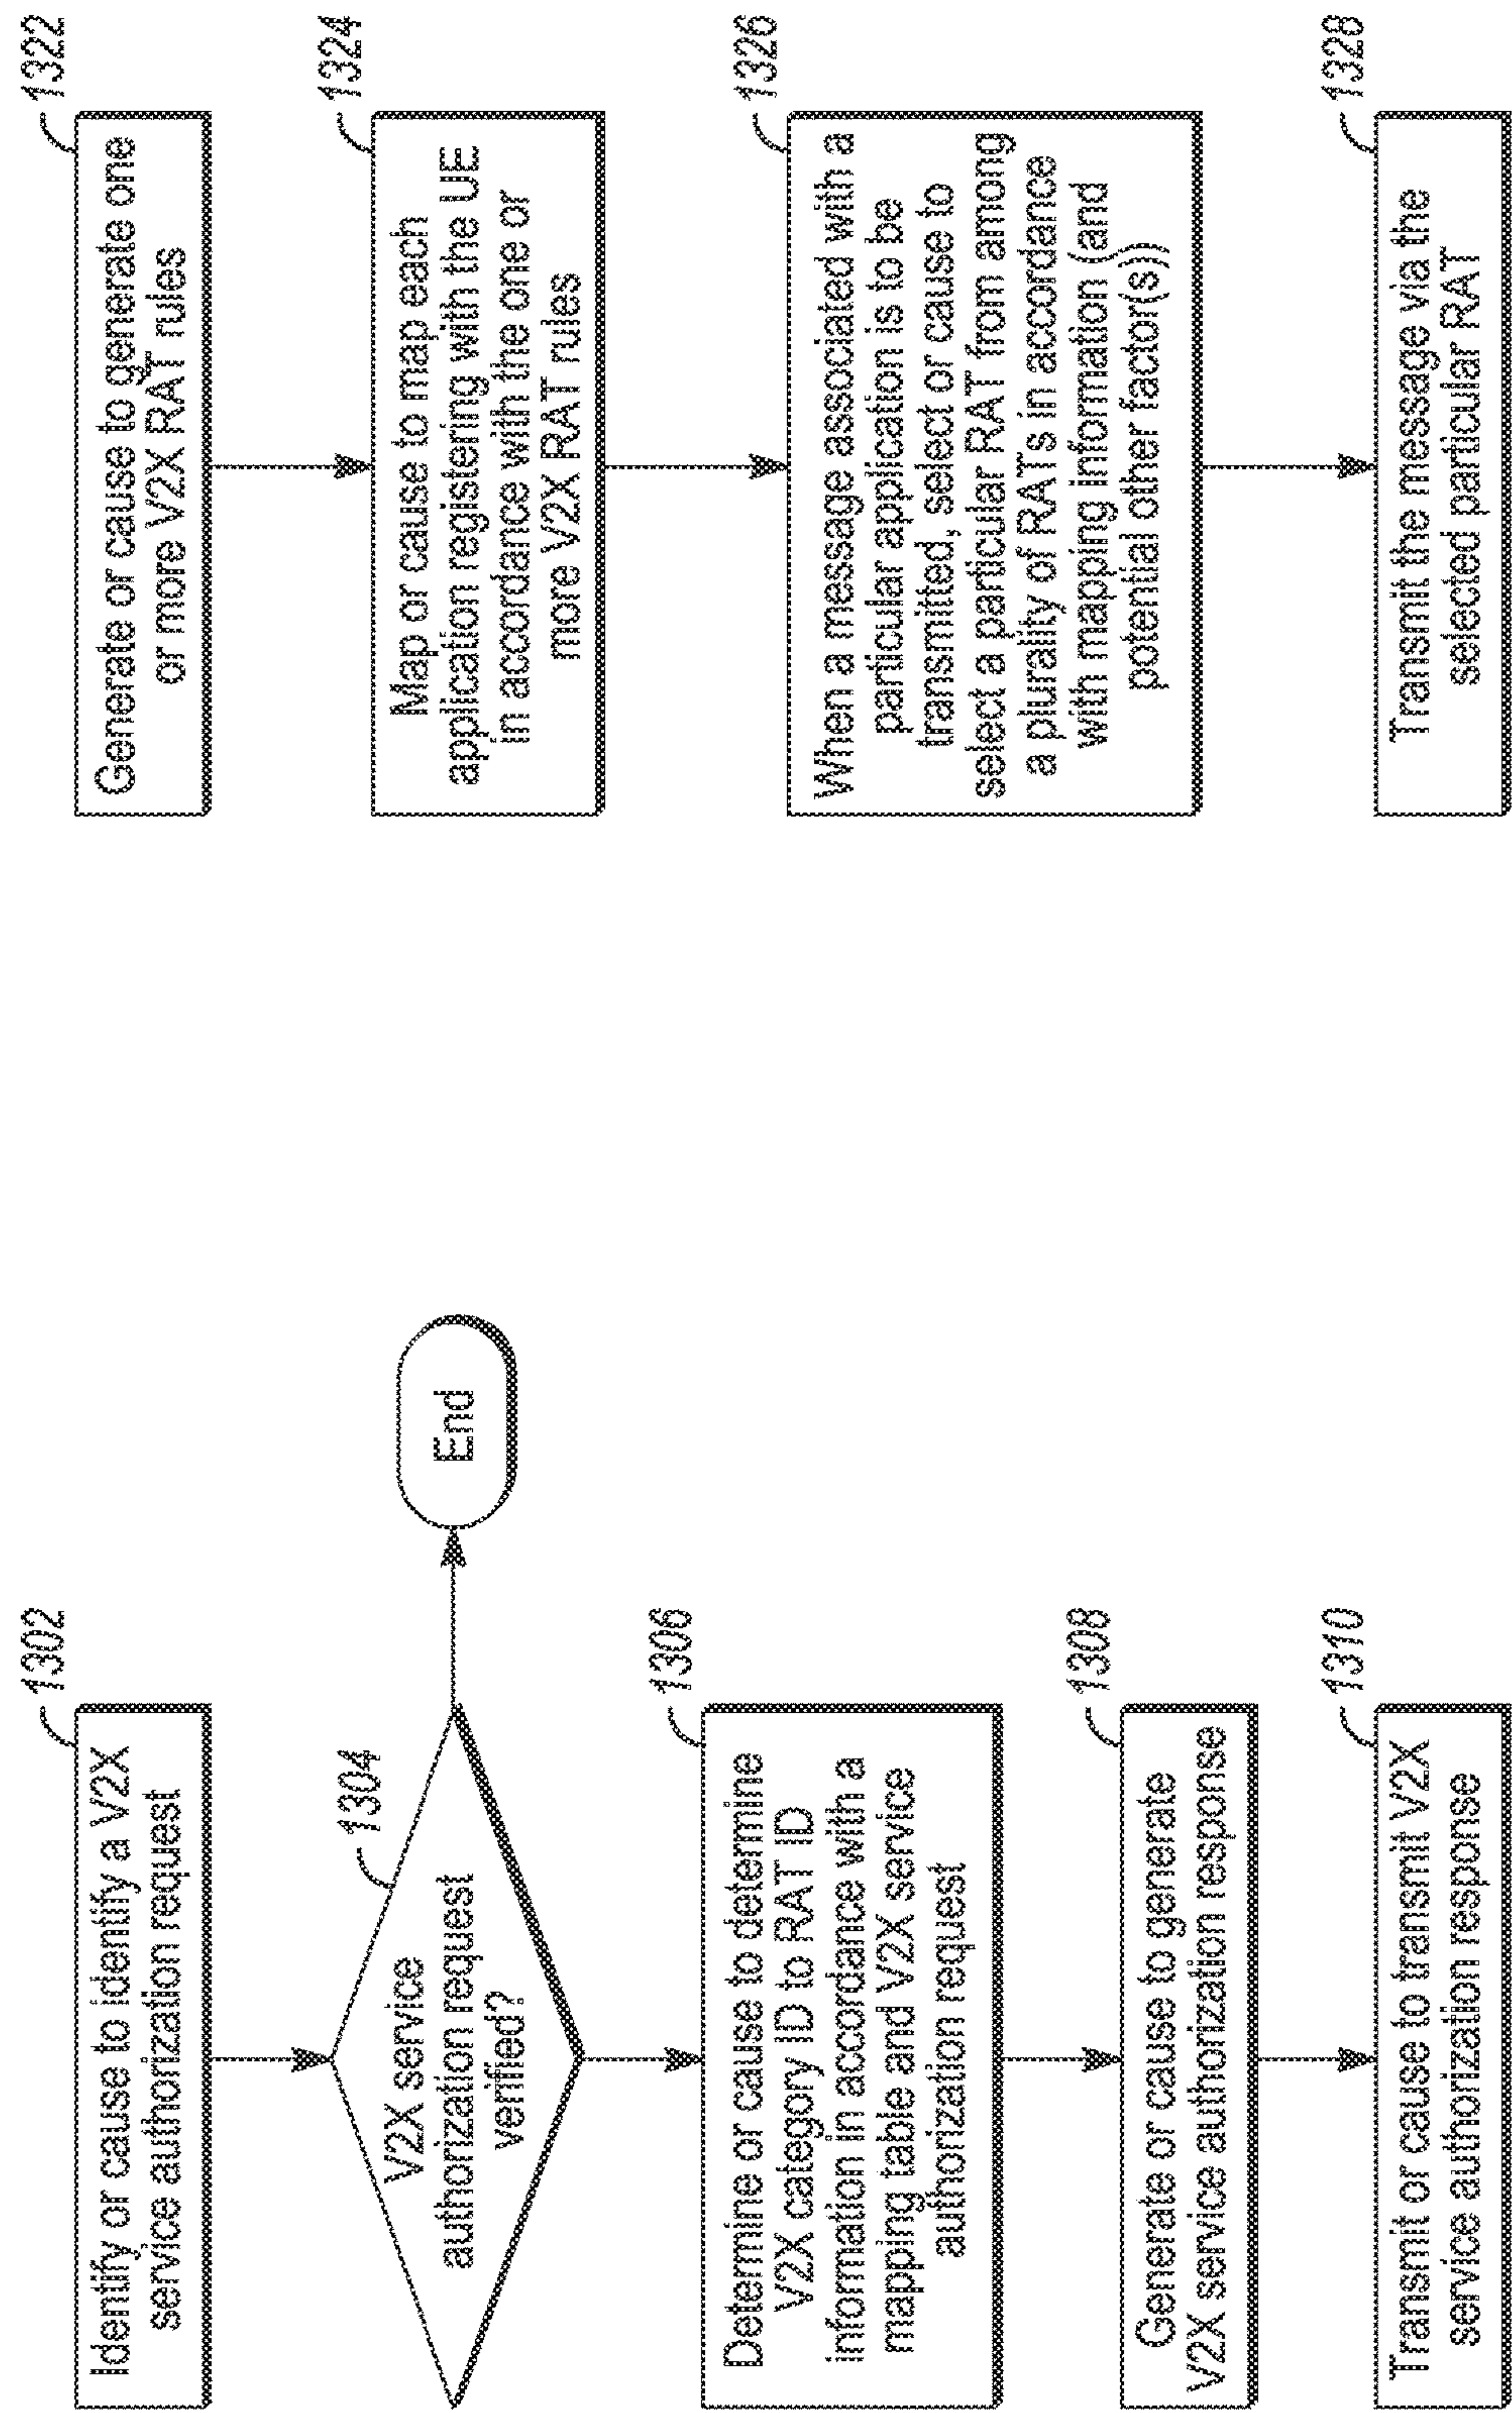 1302
Identify or cause to identify a V2X
service authorization request
1304
V2X service
authorization request
verified?
End
1306
Determine or cause to determine
V2X category ID to RAT ID
information in accordance with a
mapping table and V2X service
authorization request
1308
Generate or cause to generate
V2X service authorization response
1310
Transmit or cause to transmit V2X
service authorization response
1322
Generate or cause to generate one
or more V2X RAT rules
1324
Map or cause to map each
application registering with the UE
in accordance with the one or
more V2X RAT rules
1326
When a message associated with a
particular application is to be
transmitted, select or cause to
select a particular RAT from among
a plurality of RATs in accordance
with mapping information (and
potential other factor(s))
1328
Transmit the message via the
selected particular RAT